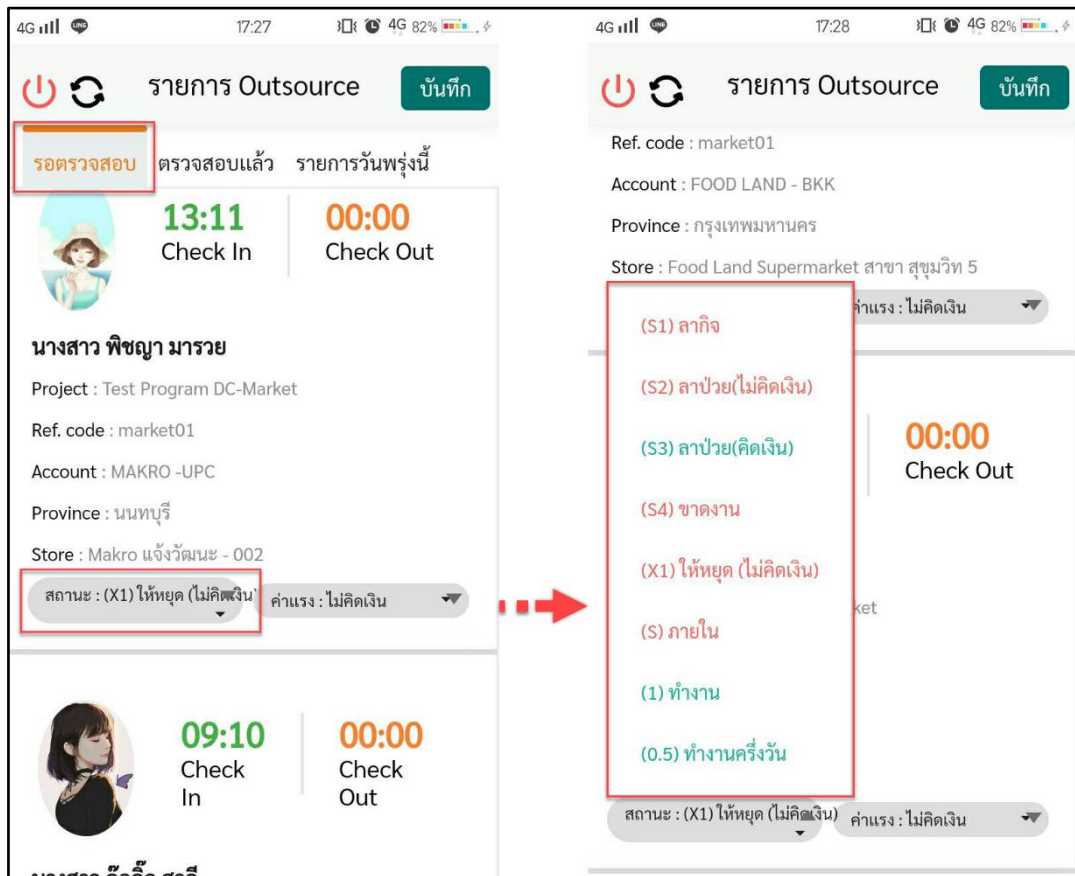 4G LINE 17:27 4G 82%
รายการ Outsource บันทึก
รอตรวจสอบ ตรวจสอบแล้ว รายการวันพรุ่งนี้
13:11 00:00
Check In Check Out
นางสาว พิชญา มารวย
Project : Test Program DC-Market
Ref. code : market01
Account : MAKRO -UPC
Province : นนทบุรี
Store : Makro แจ้งวัฒนะ - 002
สถานะ : (X1) ให้หยุด (ไม่คิดเงิน) ค่าแรง : ไม่คิดเงิน
09:10 00:00
Check Check
In Out
4G LINE 17:28 4G 82%
รายการ Outsource บันทึก
Ref. code : market01
Account : FOOD LAND - BKK
Province : กรุงเทพมหานคร
Store : Food Land Supermarket สาขา สุขุมวิท 5
ค่าแรง : ไม่คิดเงิน
(S1) ลากิจ
(S2) ลาป่วย(ไม่คิดเงิน)
(S3) ลาป่วย(คิดเงิน)
00:00
Check Out
(S4) ขาดงาน
(X1) ให้หยุด (ไม่คิดเงิน)
ket
(S) ภายใน
(1) ทำงาน
(0.5) ทำงานครึ่งวัน
สถานะ : (X1) ให้หยุด (ไม่คิดเงิน) ค่าแรง : ไม่คิดเงิน